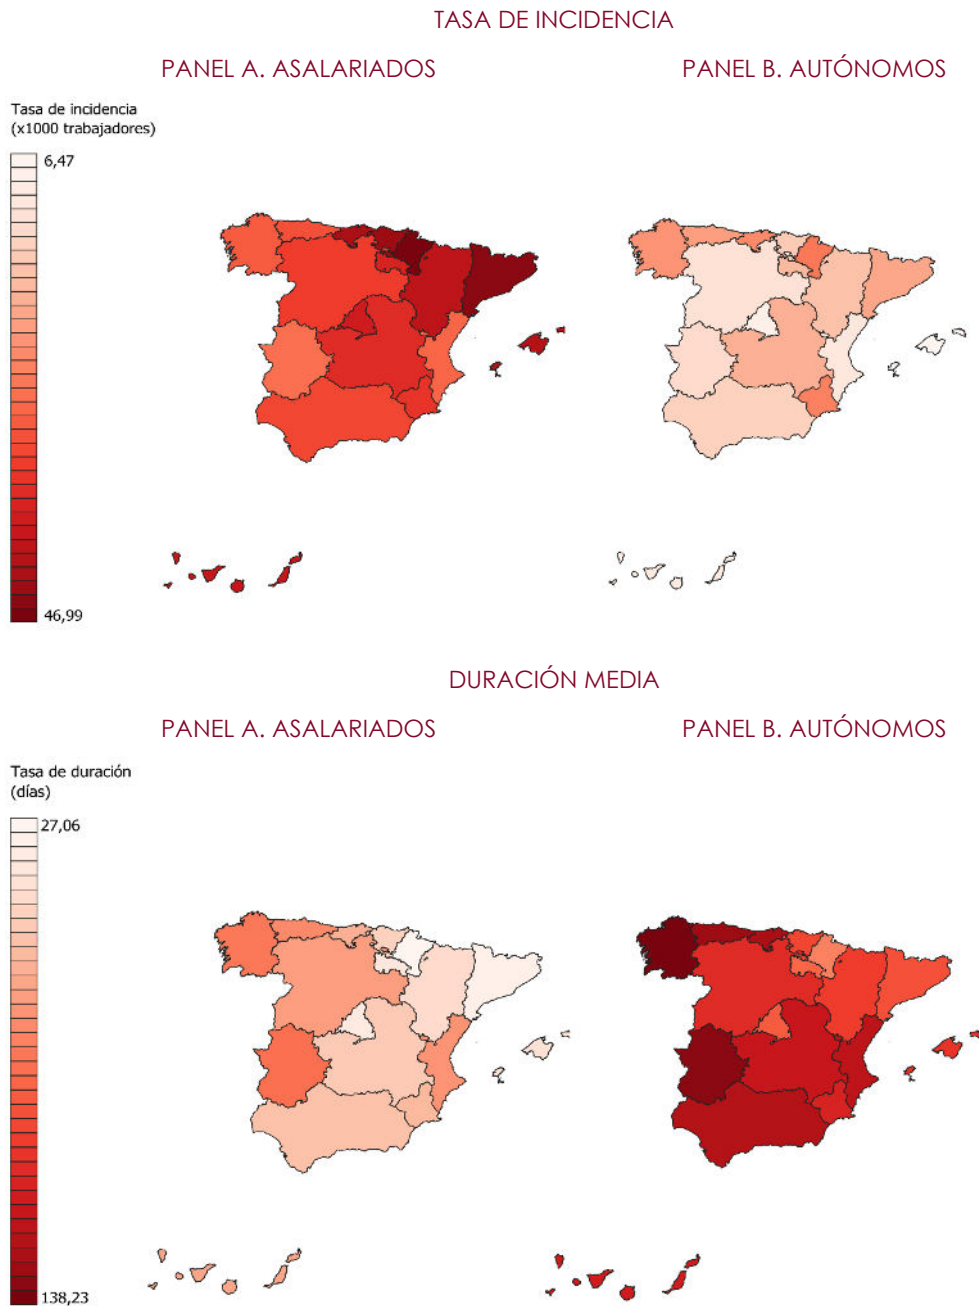 TASA DE INCIDENCIA
PANEL A. ASALARIADOS
PANEL B. AUTÓNOMOS
Tasa de incidencia
(x1000 trabajadores)
6,47
46,99
DURACIÓN MEDIA
PANEL A. ASALARIADOS
PANEL B. AUTÓNOMOS
Tasa de duración
(días)
27,06
138,23